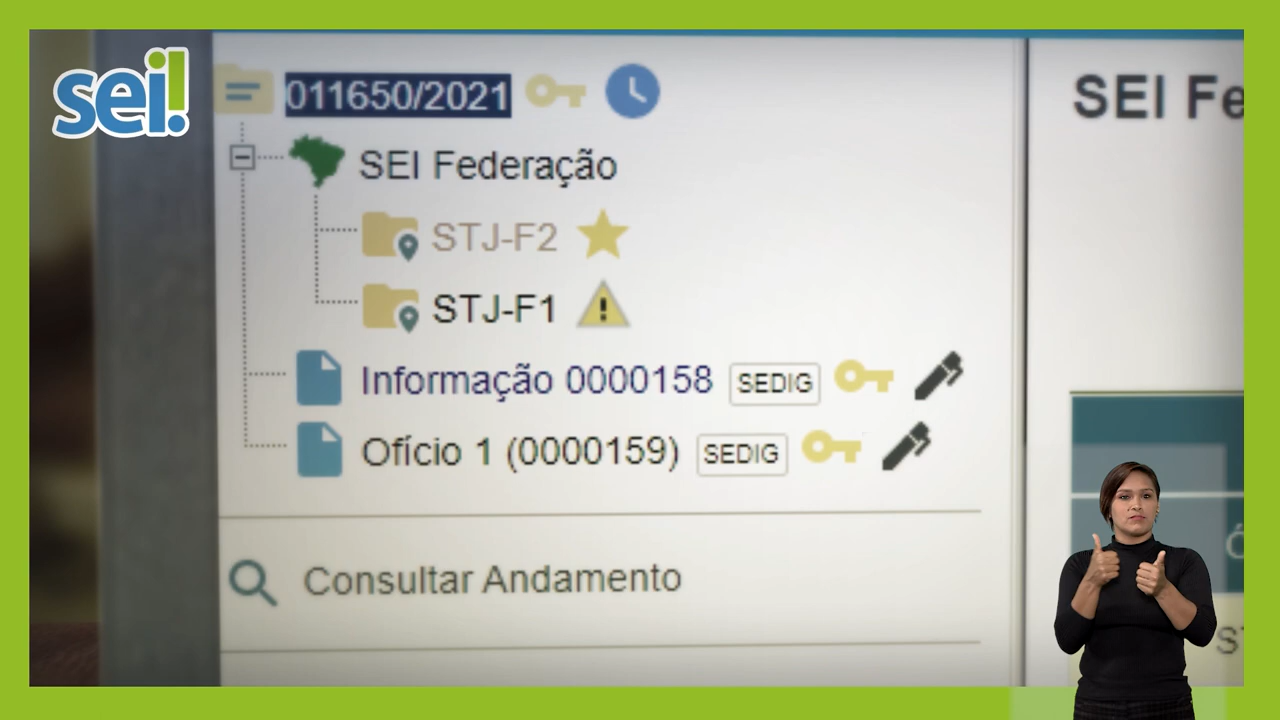 sei!
011650/2021
SEI Fe
SEI Federação
STJ-F2
STJ-F1
Informação 0000158 SEDIG
Ofício 1 (0000159) SEDIG
Consultar Andamento